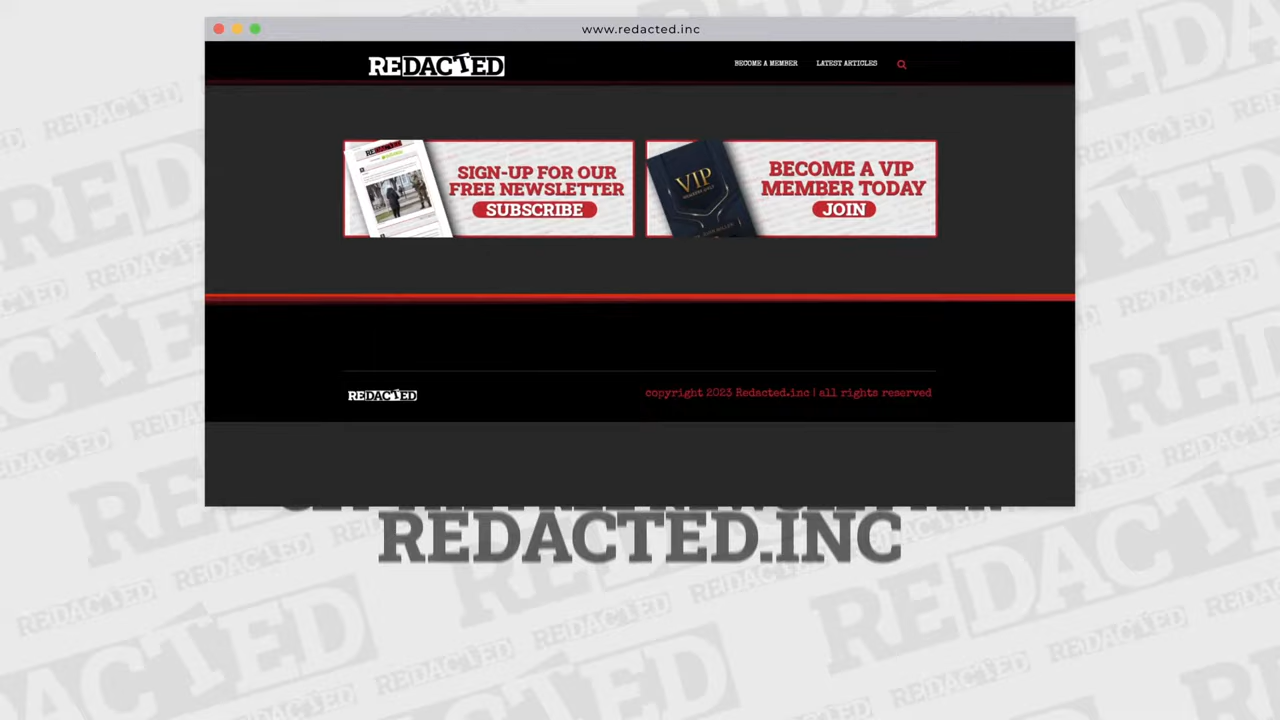 www.redacted.inc
REDACTED
BECOME A MEMBER
LATEST ARTICLES
SIGN-UP FOR OUR
FREE NEWSLETTER
SUBSCRIBE
VIP
BECOME A VIP
MEMBER TODAY
JOIN
REDACTED
copyright 2023 Redacted.inc | all rights reserved
REDACTED.INC